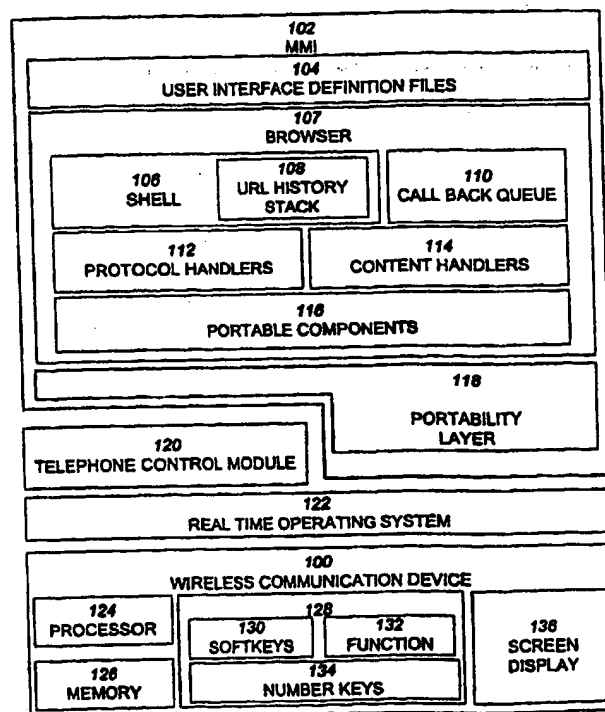 102
MMI
104
USER INTERFACE DEFINITION FILES
107
BROWSER
106
SHELL
108
URL HISTORY
STACK
110
CALL BACK QUEUE
112
PROTOCOL HANDLERS
114
CONTENT HANDLERS
116
PORTABLE COMPONENTS
118
PORTABILITY
LAYER
120
TELEPHONE CONTROL MODULE
122
REAL TIME OPERATING SYSTEM
100
WIRELESS COMMUNICATION DEVICE
124
PROCESSOR
126
MEMORY
128
130
SOFTKEYS
132
FUNCTION
134
NUMBER KEYS
136
SCREEN
DISPLAY